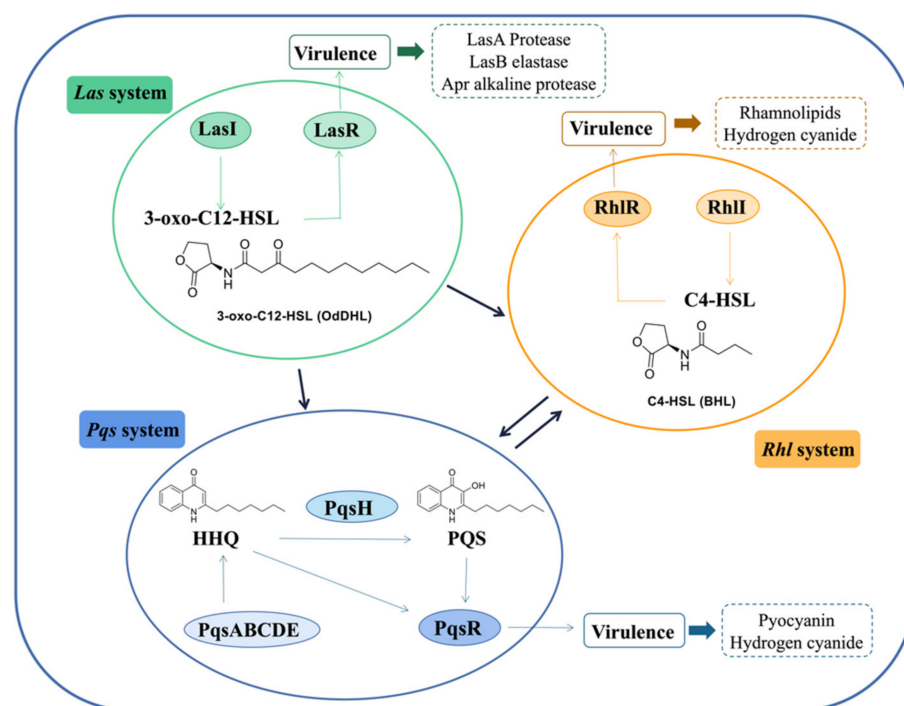 Virulence
LasA Protease
LasB elastase
Apr alkaline protease
Las system
LasI
LasR
3-oxo-C12-HSL
O
O
O
N
H
O
3-oxo-C12-HSL (OdDHL)
Virulence
Rhamnolipids
Hydrogen cyanide
RhlR
RhlI
C4-HSL
O
O
N
H
O
C4-HSL (BHL)
Rhl system
Pqs system
O
N
H
HHQ
PqsH
O
OH
N
H
PQS
PqsABCDE
PqsR
Virulence
Pyocyanin
Hydrogen cyanide